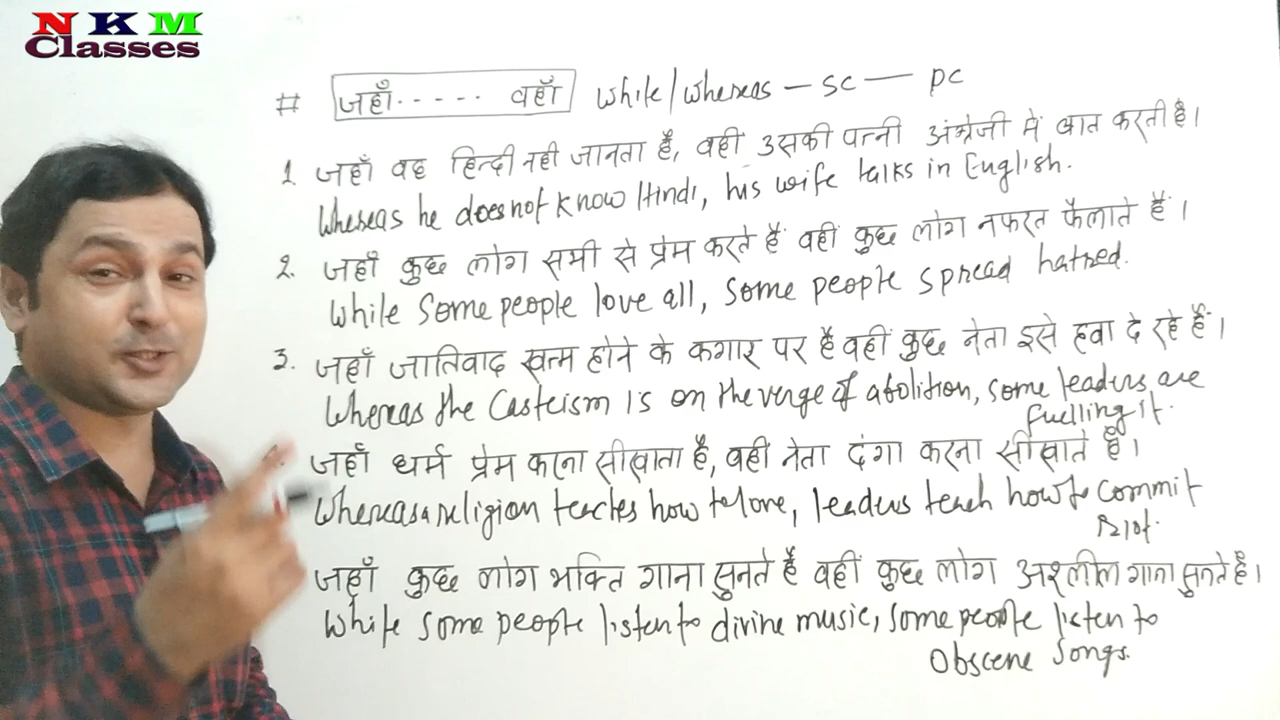 NKM
Classes
# जहाँ..... वहाँ while/whereas – sc – pc
1. जहाँ वह हिन्दी नही जानता है, वहीं उसकी पत्नी अंग्रेजी में बात करती है।
Whereas he does not know Hindi, his wife talks in English.
2. जहाँ कुछ लोग सभी से प्रेम करते हैं वहीं कुछ लोग नफरत फैलाते हैं।
While some people love all, some people spread hatred.
3. जहाँ जातिवाद खत्म होने के कगार पर है वहीं कुछ नेता इसे हवा दे रहे हैं।
Whereas the Casteism is on the verge of abolition, some leaders are
fuelling it.
जहाँ धर्म प्रेम करना सीखाता है, वहीं नेता दंगा करना सीखाते हैं।
Whereas a religion teaches how to love, leaders teach how to commit
riot.
जहाँ कुछ लोग भक्ति गाना सुनते हैं वहीं कुछ लोग अश्लील गाना सुनते हैं।
While some people listen to divine music, some people listen to
Obscene Songs.